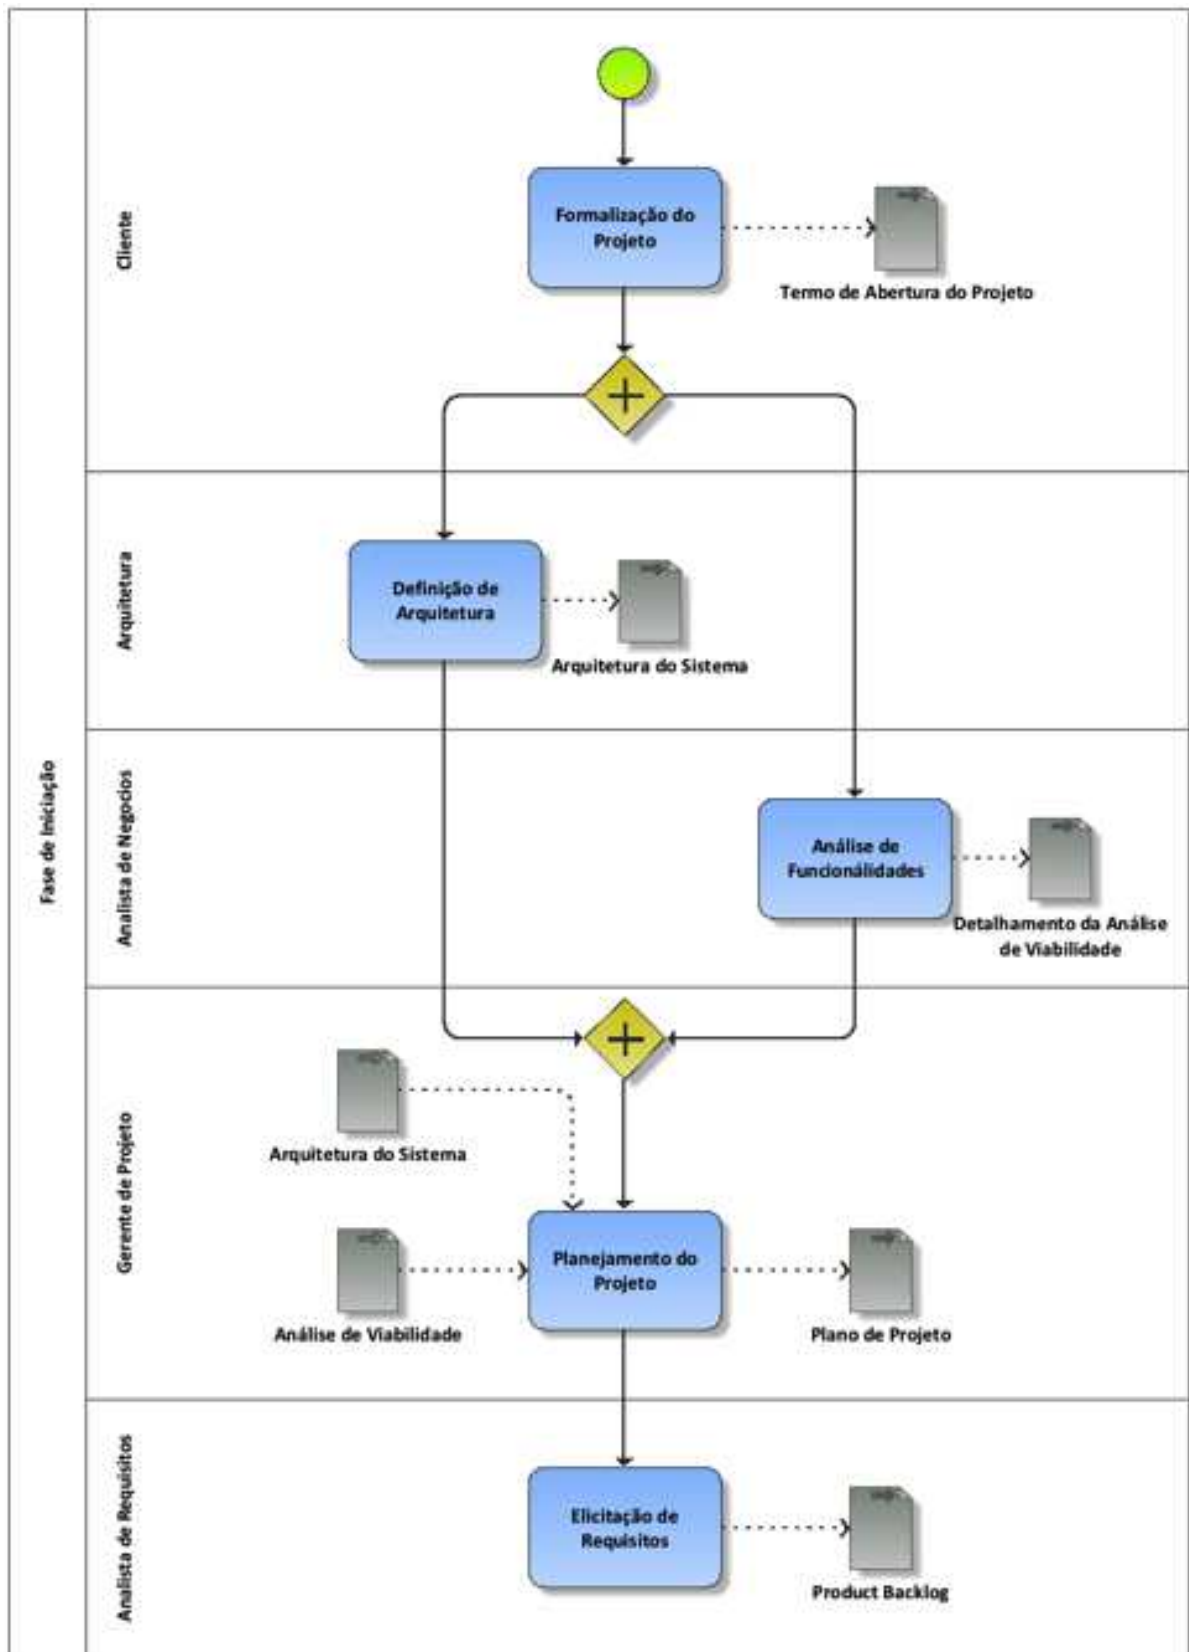 Fase de Iniciação
Cliente
Formalização do
Projeto
Termo de Abertura do Projeto
Arquitetura
Definição de
Arquitetura
Arquitetura do Sistema
Analista de Negocios
Análise de
Funcionálidades
Detalhamento da Análise
de Viabilidade
Gerente de Projeto
Arquitetura do Sistema
Planejamento do
Projeto
Análise de Viabilidade
Plano de Projeto
Analista de Requisitos
Elicitação de
Requisitos
Product Backlog